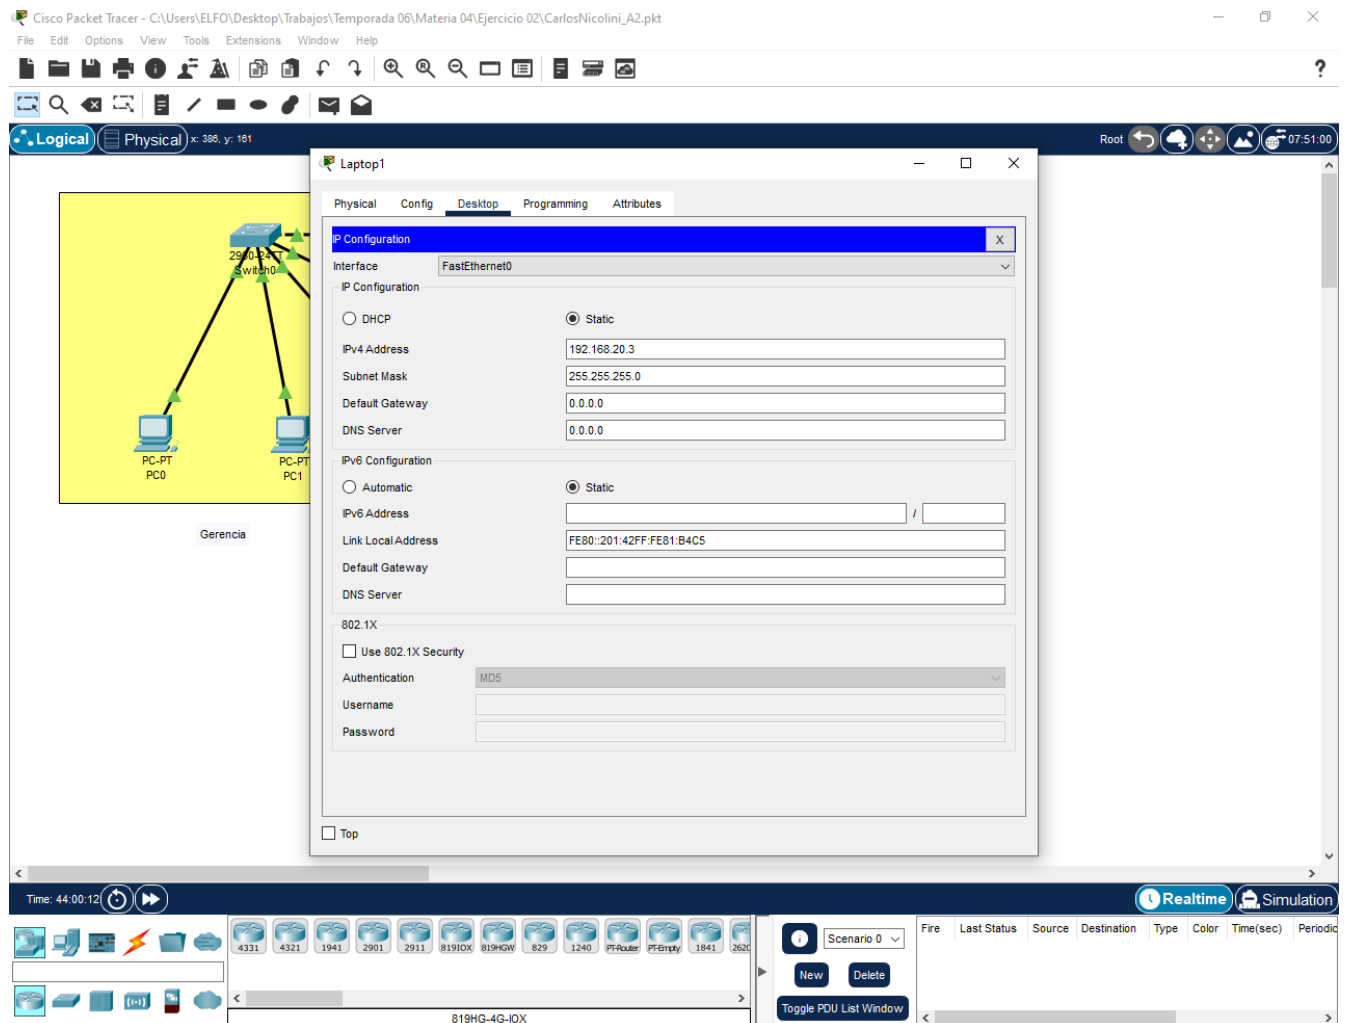 Cisco Packet Tracer - C:\Users\ELFO\Desktop\Trabajos\Temporada 06\Materia 04\Ejercicio 02\CarlosNicolini_A2.pkt
File Edit Options View Tools Extensions Window Help
Logical Physical x: 386, y: 161 Root 07:51:00
Laptop1
Physical Config Desktop Programming Attributes
IP Configuration X
Interface FastEthernet0
IP Configuration
DHCP Static
IPv4 Address 192.168.20.3
Subnet Mask 255.255.255.0
Default Gateway 0.0.0.0
DNS Server 0.0.0.0
IPv6 Configuration
Automatic Static
IPv6 Address /
Link Local Address FE80::201:42FF:FE81:B4C5
Default Gateway
DNS Server
802.1X
Use 802.1X Security
Authentication MD5
Username
Password
Top
2960-24TT
Switch0
PC-PT
PC0
PC-PT
PC1
Gerencia
Time: 44:00:12 Realtime Simulation
4331 4321 1941 2901 2911 819IOX 819HGW 829 1240 PT-Router PT-Empty 1841 262
819HG-4G-IOX
Scenario 0
New Delete
Toggle PDU List Window
Fire Last Status Source Destination Type Color Time(sec) Periodic